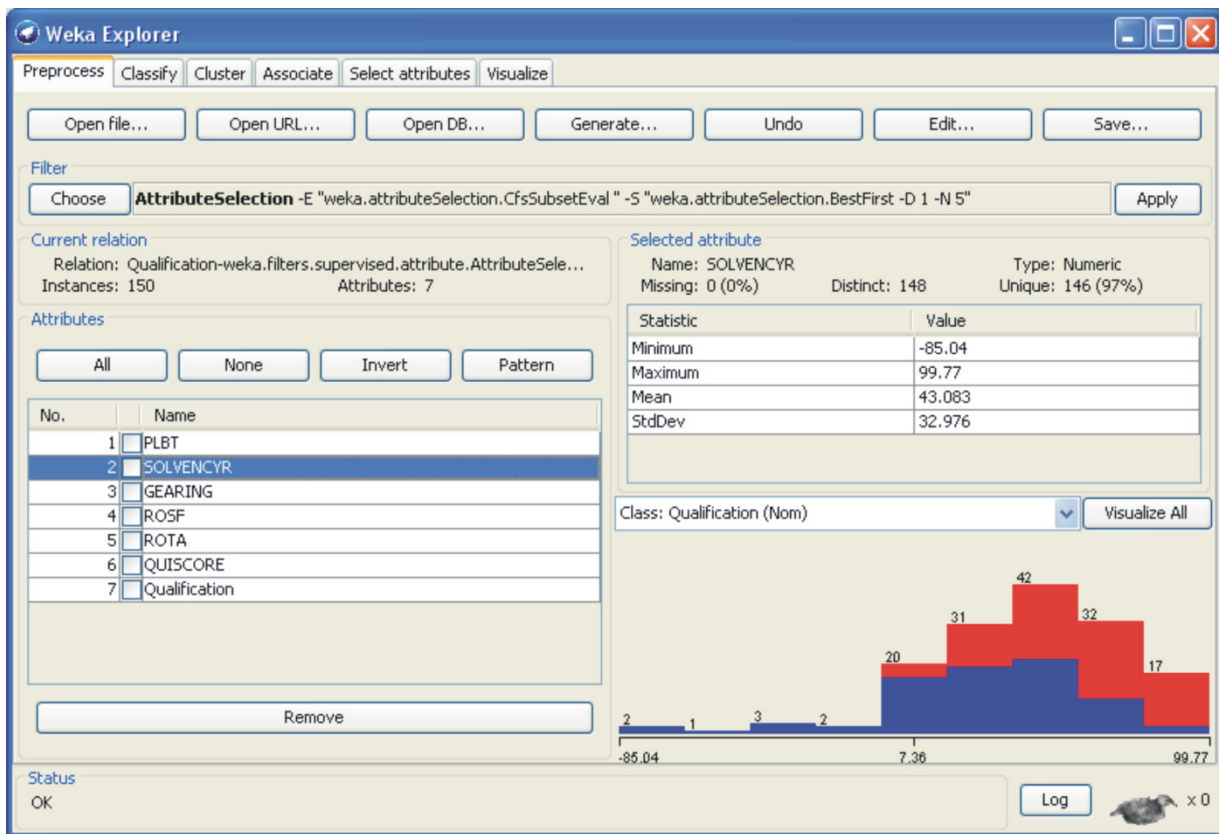 Weka Explorer
Preprocess Classify Cluster Associate Select attributes Visualize
Open file... Open URL... Open DB... Generate... Undo Edit... Save...
Filter
Choose AttributeSelection -E "weka.attributeSelection.CfsSubsetEval " -S "weka.attributeSelection.BestFirst -D 1 -N 5" Apply
Current relation
Relation: Qualification-weka.filters.supervised.attribute.AttributeSele...
Instances: 150 Attributes: 7
Attributes
All None Invert Pattern
No. Name
1 PLBT
2 SOLVENCYR
3 GEARING
4 ROSF
5 ROTA
6 QUISCORE
7 Qualification
Remove
Selected attribute
Name: SOLVENCYR Type: Numeric
Missing: 0 (0%) Distinct: 148 Unique: 146 (97%)
Statistic Value
Minimum -85.04
Maximum 99.77
Mean 43.083
StdDev 32.976
Class: Qualification (Nom) Visualize All
2 1 3 2 20 31 42 32 17
-85.04 7.36 99.77
Status
OK Log x 0